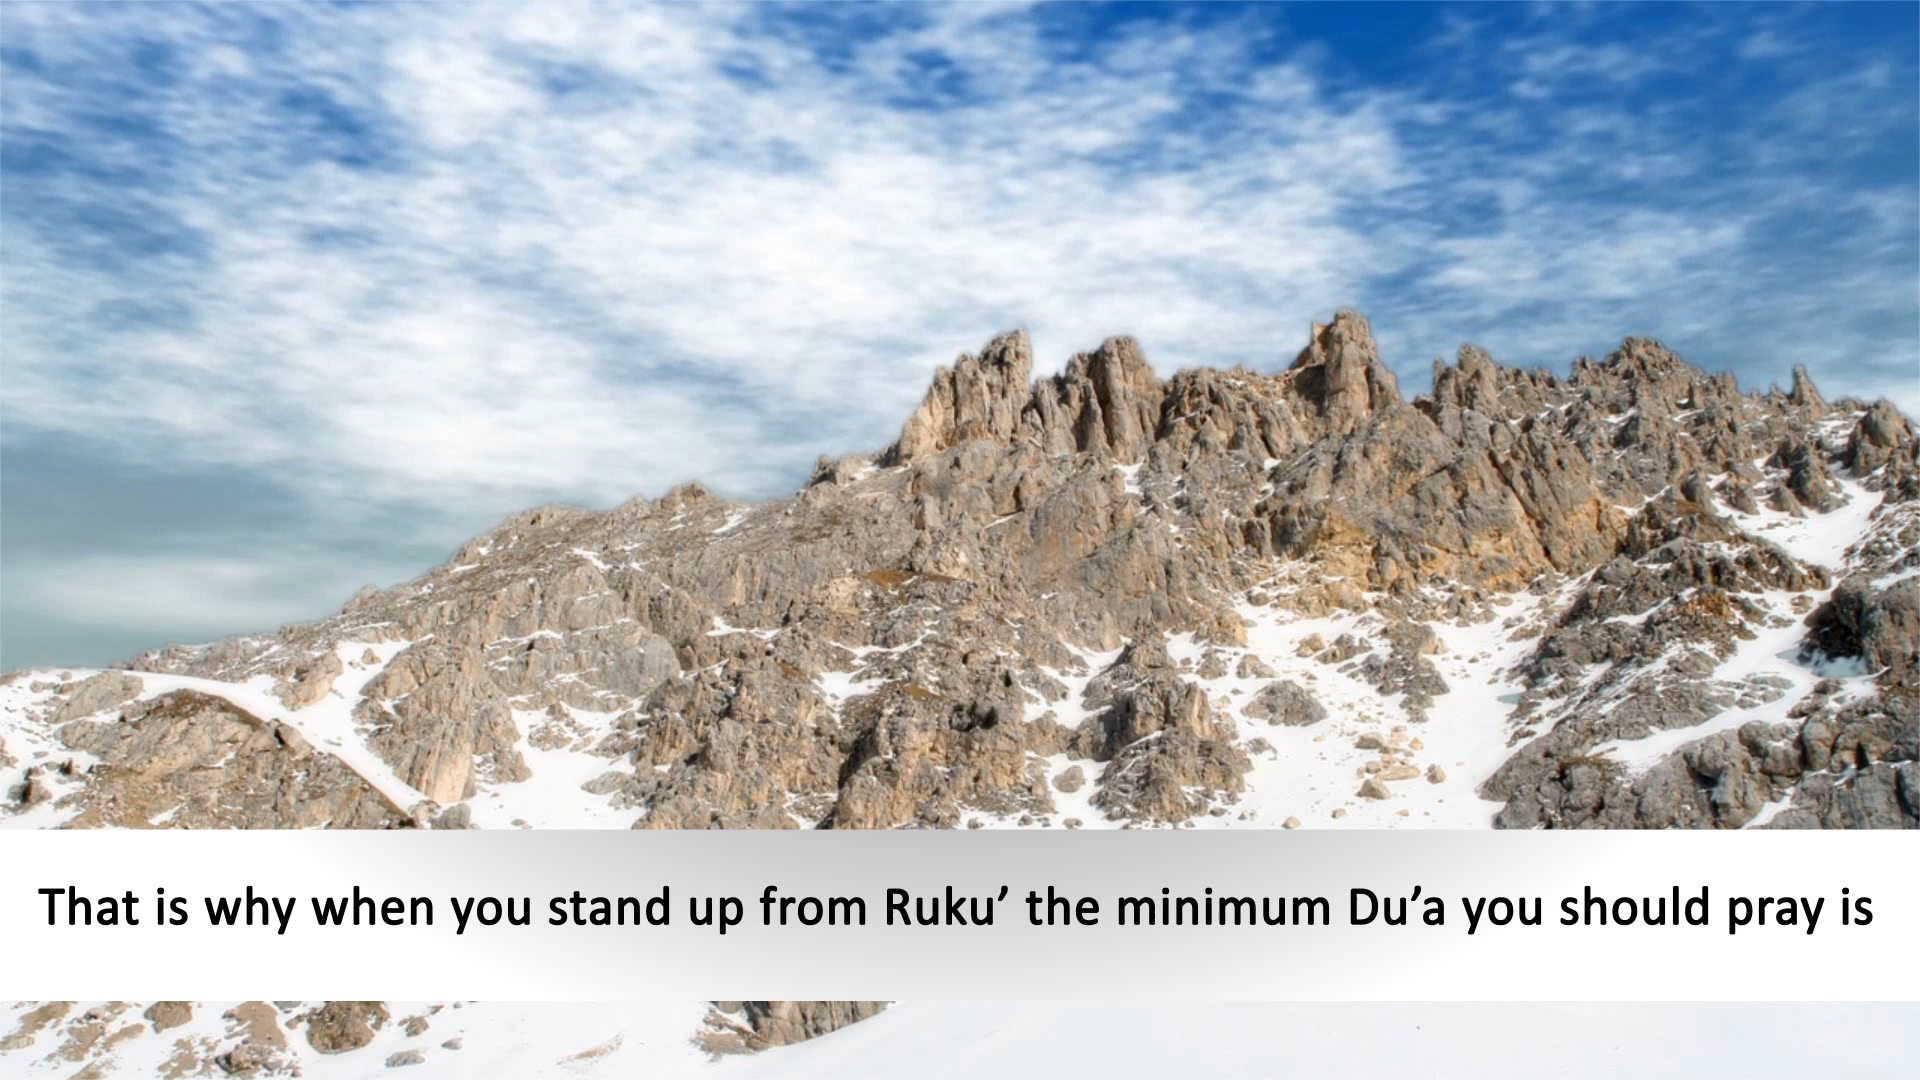 That is why when you stand up from Ruku’ the minimum Du’a you should pray is